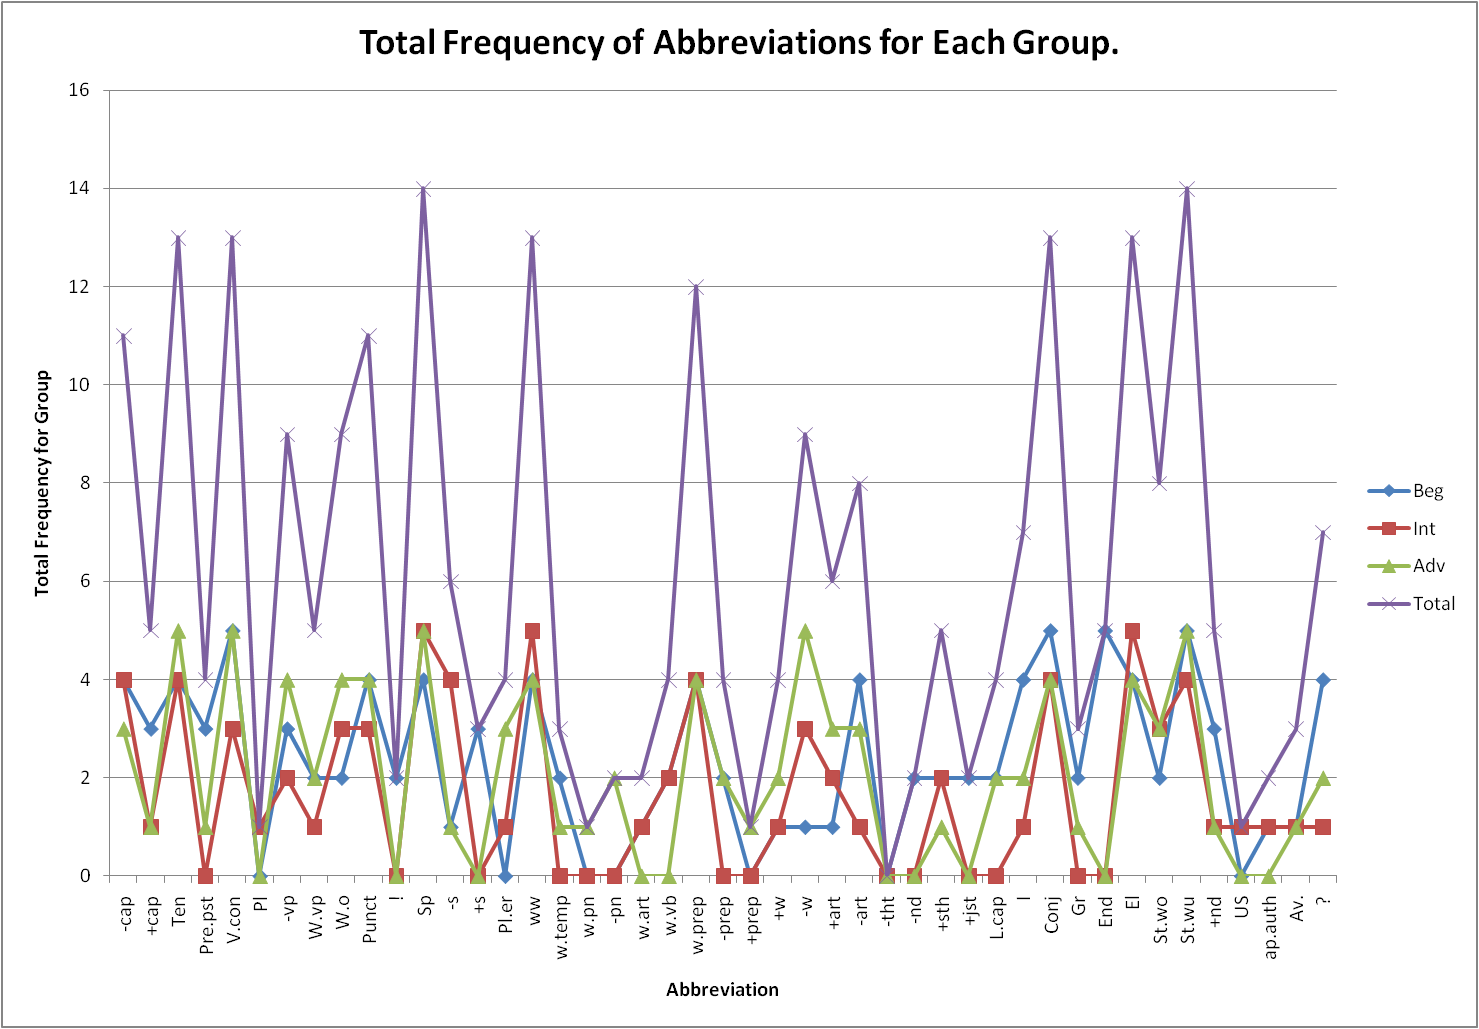 Total Frequency of Abbreviations for Each Group.
16
14
12
10
8
6
4
2
0
Total Frequency for Group
-cap
+cap
Ten
Pre.pst
V.con
Pl
-vp
W.vp
W.o
Punct
!
Sp
-s
+s
Pl.er
ww
w.temp
w.pn
-pn
w.art
w.vb
w.prep
-prep
+prep
+w
-w
+art
-art
-tht
-nd
+sth
+jst
L.cap
I
Conj
Gr
End
El
St.wo
St.wu
+nd
US
ap.auth
Av.
?
Abbreviation
Beg
Int
Adv
Total